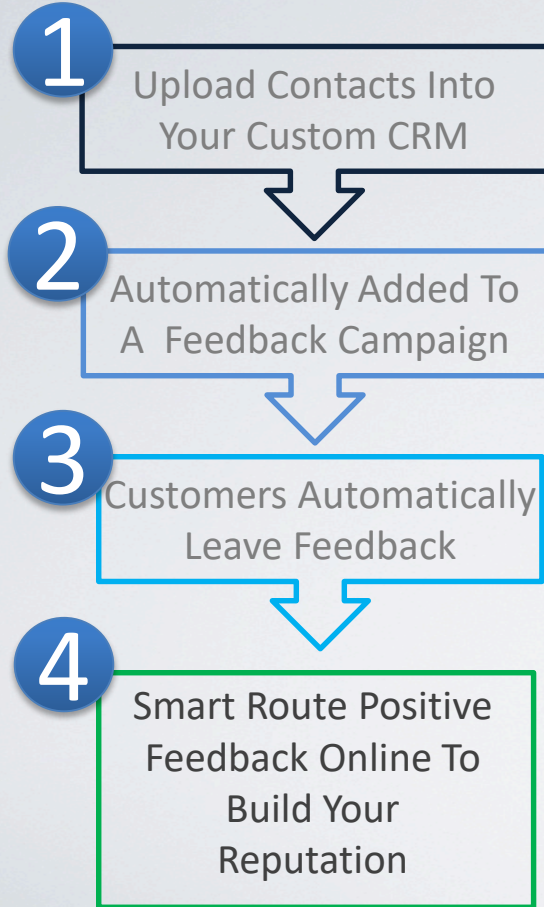 1
Upload Contacts Into
Your Custom CRM
2
Automatically Added To
A  Feedback Campaign
3
Customers Automatically
Leave Feedback
4
Smart Route Positive
Feedback Online To
Build Your
Reputation